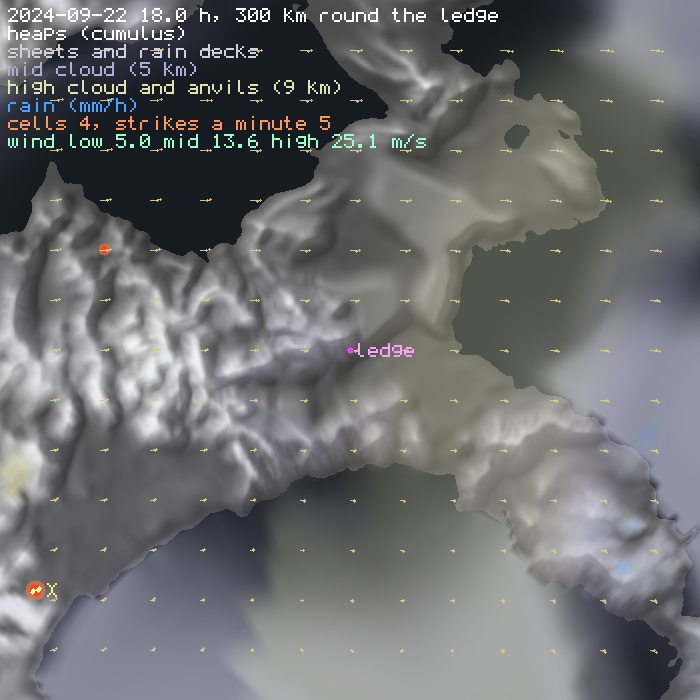 2024-09-22 18.0 h, 300 km round the ledge
heaps (cumulus)
sheets and rain decks
mid cloud (5 km)
high cloud and anvils (9 km)
rain (mm/h)
cells 4, strikes a minute 5
wind low 5.0 mid 13.6 high 25.1 m/s
ledge
X